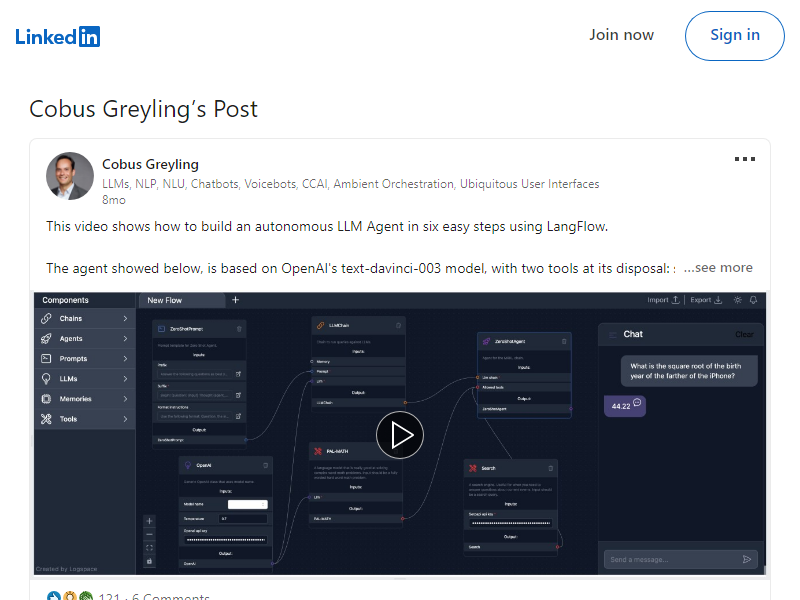 LinkedIn
Join now
Sign in
Cobus Greyling's Post
Cobus Greyling
LLMs, NLP, NLU, Chatbots, Voicebots, CCAI, Ambient Orchestration, Ubiquitous User Interfaces
8mo
This video shows how to build an autonomous LLM Agent in six easy steps using LangFlow.
The agent showed below, is based on OpenAI's text-davinci-003 model, with two tools at its disposal:
...see more
Components
New Flow
+
Import
Export
Chains
Agents
Prompts
LLMs
Memories
Tools
ZeroShotPrompt
Inputs:
Prefix
Suffix *
Format Instructions
Output:
ZeroShotPrompt
LLMChain
Inputs:
Memory
Prompt *
LLM *
Output:
LLMChain
ZeroShotAgent
Inputs:
LLM Chain *
Allowed tools
Output:
ZeroShotAgent
Chat
Clear
What is the square root of the birth
year of the farther of the iPhone?
44.22
OpenAI
Inputs:
Model name
Temperature
0.7
OpenAI api key
Output:
OpenAI
PAL-MATH
Inputs:
LLM *
Output:
PAL-MATH
Search
Inputs:
Serpapi api key
Output:
Search
Send a message...
Created by Logspace
121 · 6 Comments